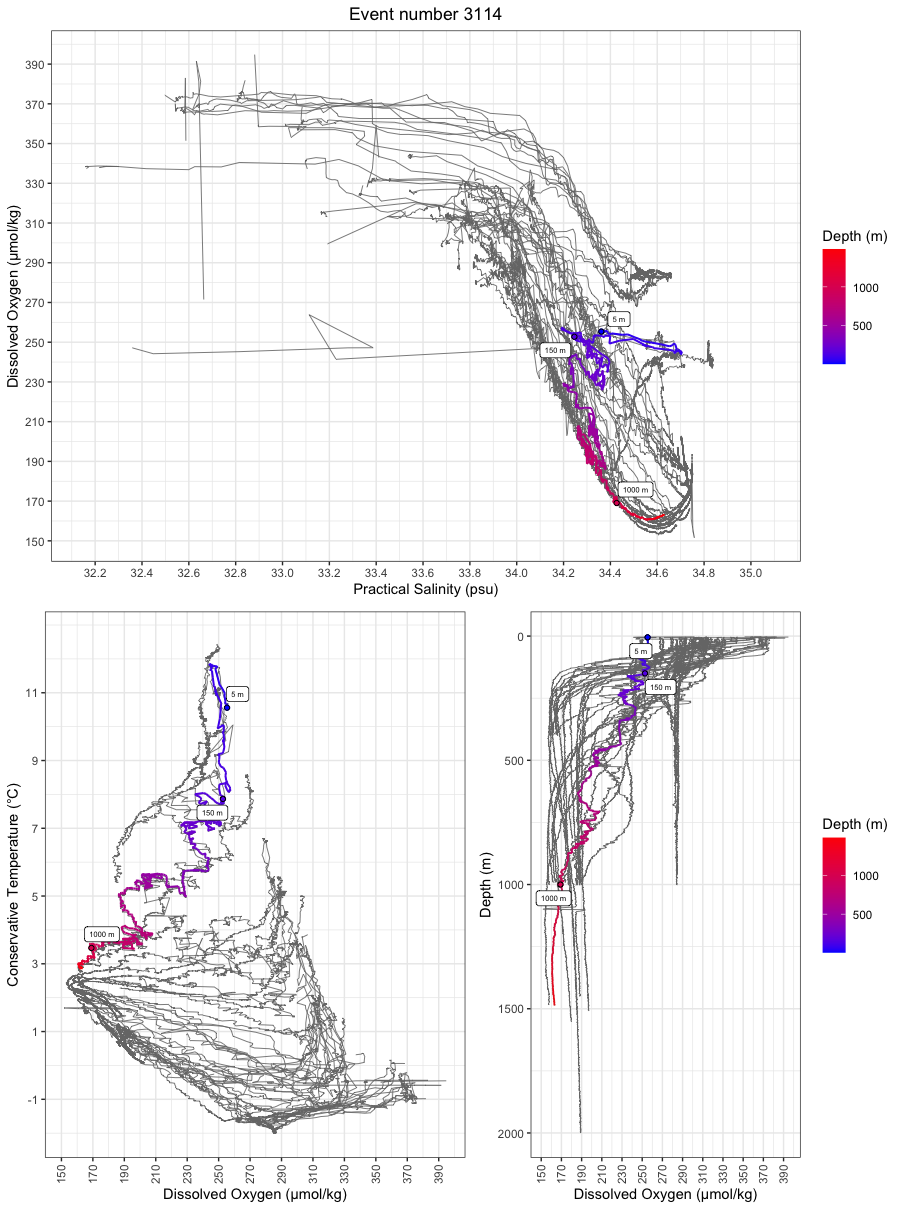 Event number 3114
390
370
350
330
310
290
270
250
230
210
190
170
150
Dissolved Oxygen (μmol/kg)
5 m
150 m
1000 m
32.2 32.4 32.6 32.8 33.0 33.2 33.4 33.6 33.8 34.0 34.2 34.4 34.6 34.8 35.0
Practical Salinity (psu)
Depth (m)
1000
500
11
9
7
5
3
1
-1
Conservative Temperature (°C)
5 m
150 m
1000 m
150 170 190 210 230 250 270 290 310 330 350 370 390
Dissolved Oxygen (μmol/kg)
0
500
1000
1500
2000
Depth (m)
5 m
150 m
1000 m
150 170 190 210 230 250 270 290 310 330 350 370 390
Dissolved Oxygen (μmol/kg)
Depth (m)
1000
500